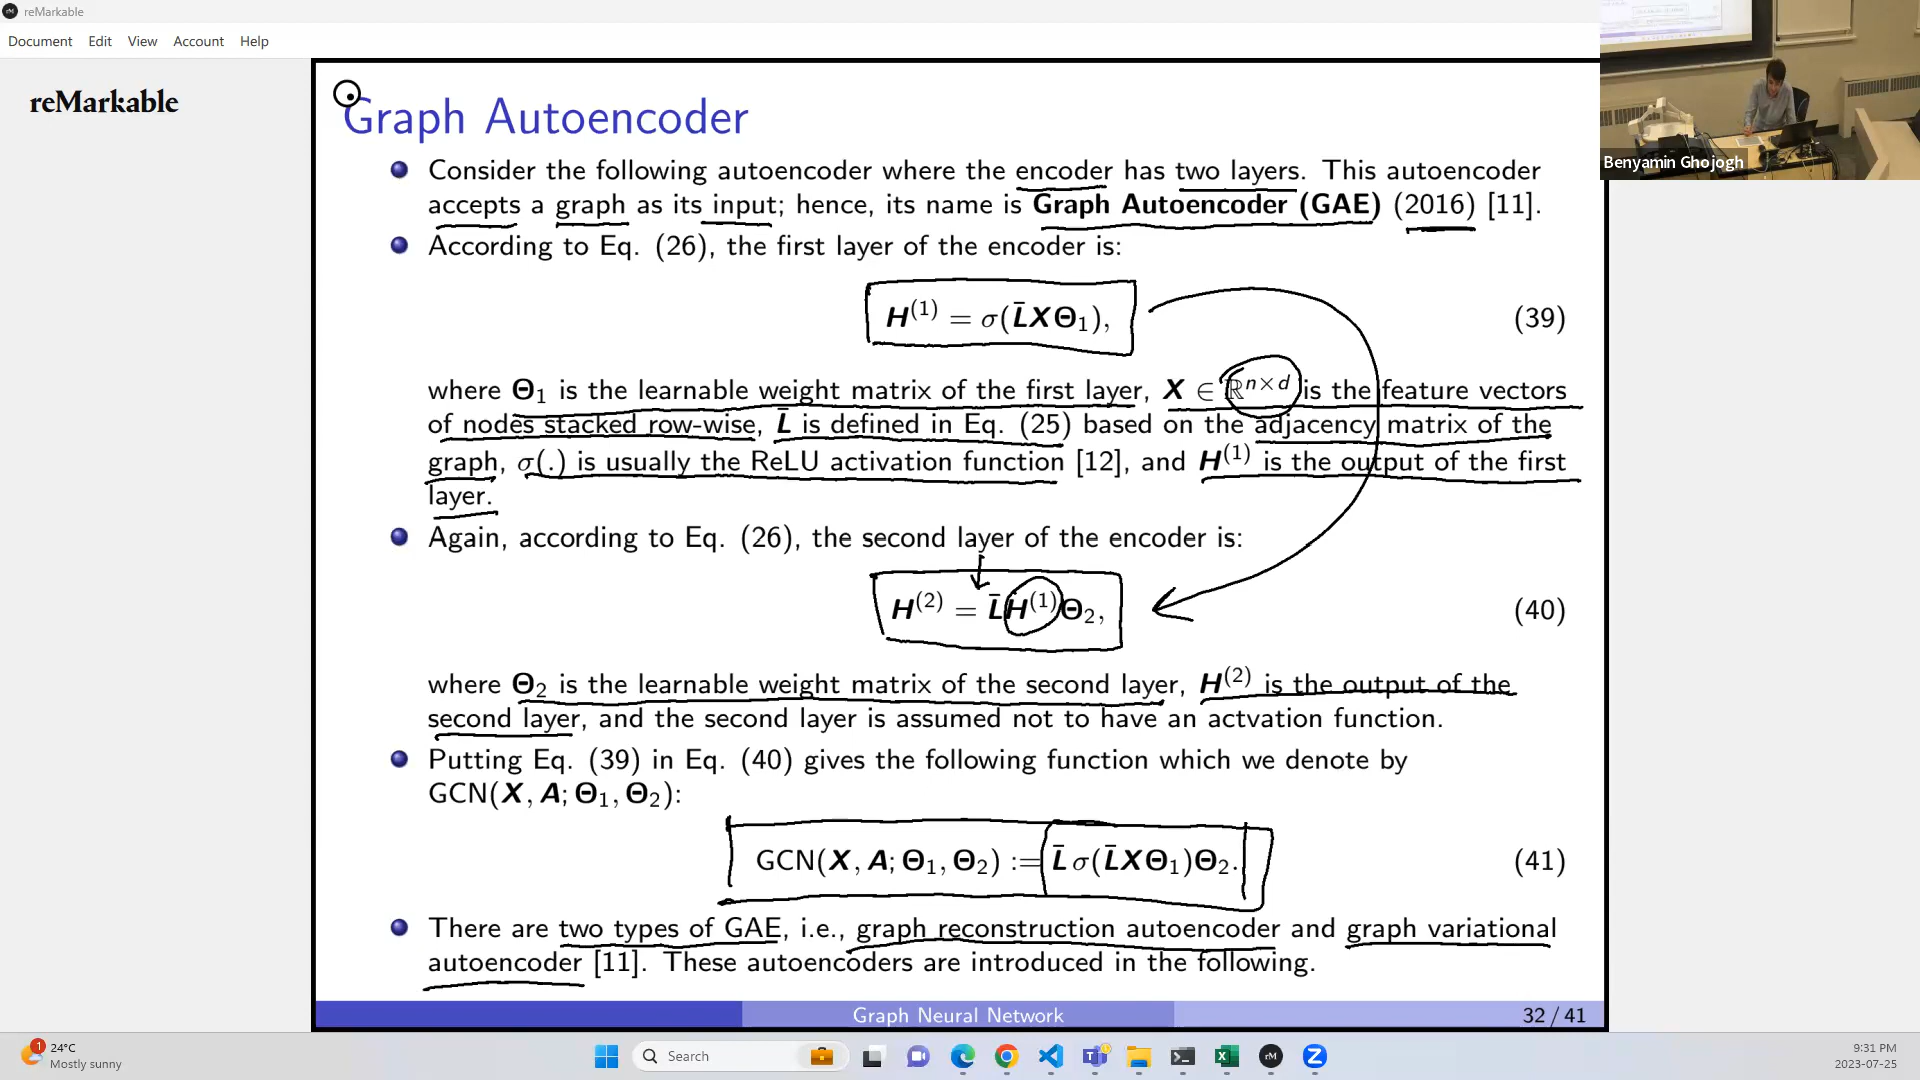 reMarkable
Document Edit View Account Help
reMarkable
Benyamin Ghojogh
Graph Autoencoder
Consider the following autoencoder where the encoder has two layers. This autoencoder
accepts a graph as its input; hence, its name is Graph Autoencoder (GAE) (2016) [11].
According to Eq. (26), the first layer of the encoder is:
H⁽¹⁾ = σ(L̄XΘ₁), (39)
where Θ₁ is the learnable weight matrix of the first layer, X ∈ ℝⁿˣᵈ is the feature vectors
of nodes stacked row-wise, L̄ is defined in Eq. (25) based on the adjacency matrix of the
graph, σ(.) is usually the ReLU activation function [12], and H⁽¹⁾ is the output of the first
layer.
Again, according to Eq. (26), the second layer of the encoder is:
H⁽²⁾ = L̄H⁽¹⁾Θ₂, (40)
where Θ₂ is the learnable weight matrix of the second layer, H⁽²⁾ is the output of the
second layer, and the second layer is assumed not to have an actvation function.
Putting Eq. (39) in Eq. (40) gives the following function which we denote by
GCN(X, A; Θ₁, Θ₂):
GCN(X, A; Θ₁, Θ₂) := L̄ σ(L̄XΘ₁)Θ₂. (41)
There are two types of GAE, i.e., graph reconstruction autoencoder and graph variational
autoencoder [11]. These autoencoders are introduced in the following.
Graph Neural Network 32 / 41
1
24°C
Mostly sunny
Search
rM
9:31 PM
2023-07-25